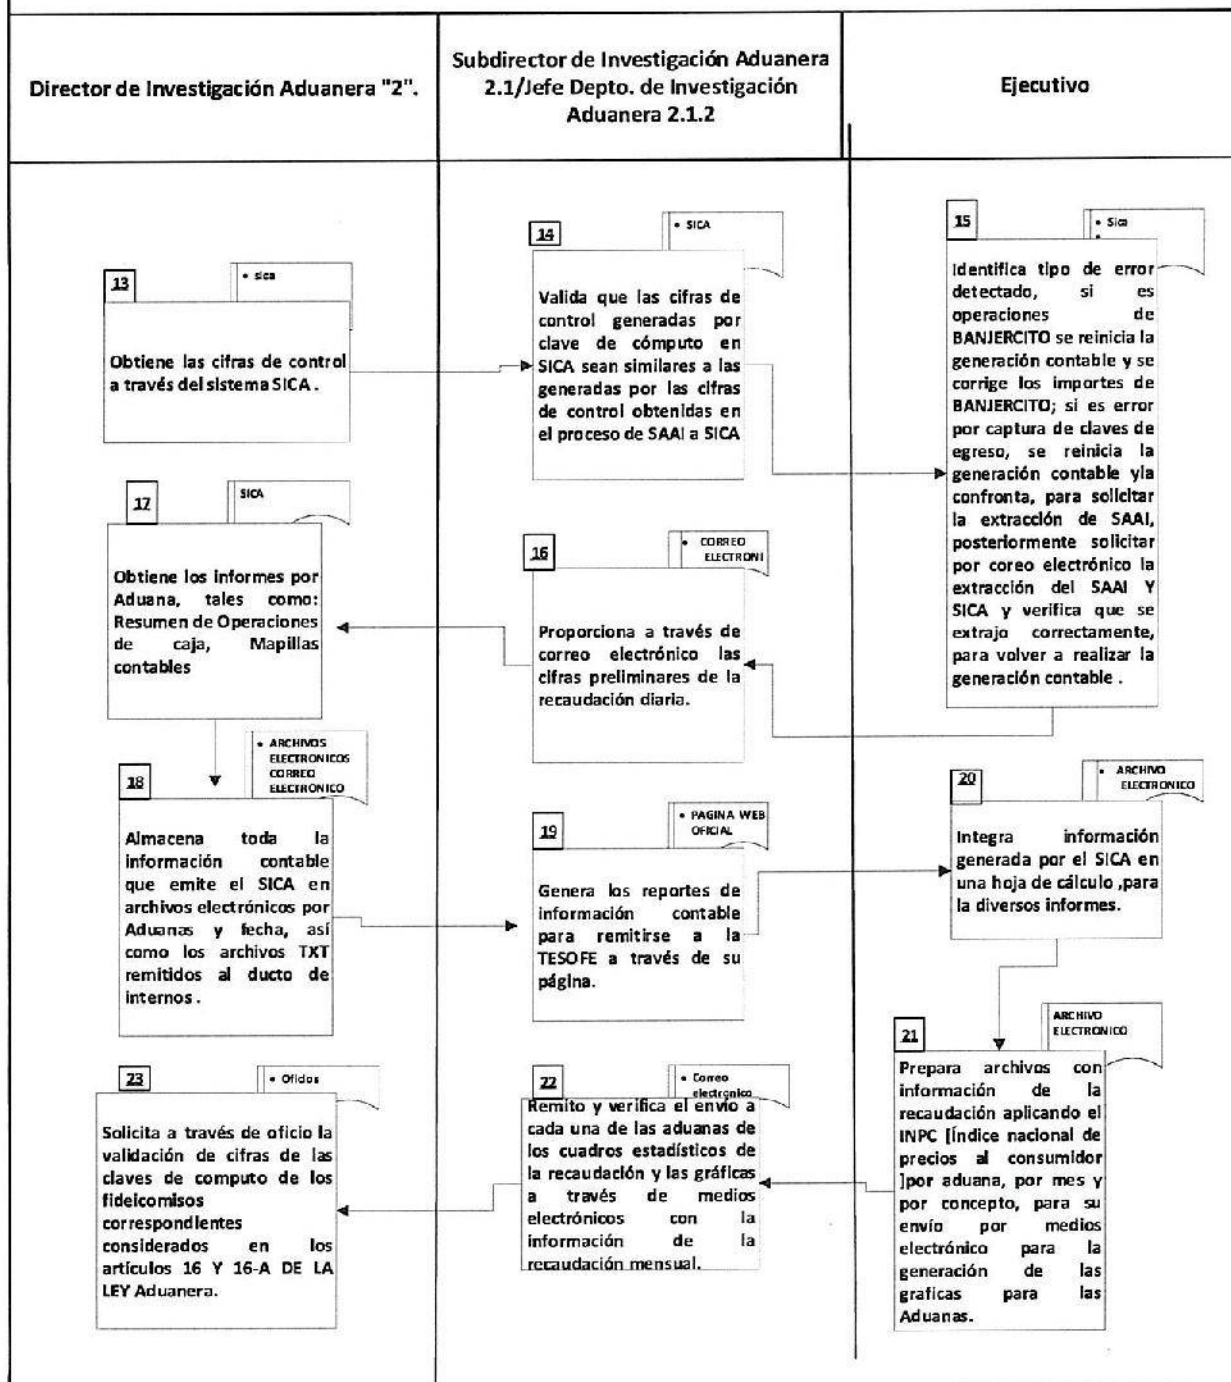 Director de Investigación Aduanera "2".
Subdirector de Investigación Aduanera
2.1/Jefe Depto. de Investigación
Aduanera 2.1.2
Ejecutivo
13
• sica
Obtiene las cifras de control
a través del sistema SICA .
14
• SICA
Valida que las cifras de
control generadas por
clave de cómputo en
SICA sean similares a las
generadas por las cifras
de control obtenidas en
el proceso de SAAI a SICA
15
• Sica
•
Identifica tipo de error
detectado, si es
operaciones de
BANJERCITO se reinicia la
generación contable y se
corrige los importes de
BANJERCITO; si es error
por captura de claves de
egreso, se reinicia la
generación contable yla
confronta, para solicitar
la extracción de SAAI,
posteriormente solicitar
por coreo electrónico la
extracción del SAAI Y
SICA y verifica que se
extrajo correctamente,
para volver a realizar la
generación contable .
16
• CORREO
ELECTRONI
Proporciona a través de
correo electrónico las
cifras preliminares de la
recaudación diaria.
17
SICA
Obtiene los informes por
Aduana, tales como:
Resumen de Operaciones
de caja, Mapillas
contables
18
• ARCHIVOS
ELECTRONICOS
CORREO
ELECTRONICO
Almacena toda la
información contable
que emite el SICA en
archivos electrónicos por
Aduanas y fecha, así
como los archivos TXT
remitidos al ducto de
internos .
19
• PAGINA WEB
OFICIAL
Genera los reportes de
información contable
para remitirse a la
TESOFE a través de su
página.
20
• ARCHIVO
ELECTRONICO
Integra información
generada por el SICA en
una hoja de cálculo ,para
la diversos informes.
21
ARCHIVO
ELECTRONICO
Prepara archivos con
información de la
recaudación aplicando el
INPC [Índice nacional de
precios al consumidor
]por aduana, por mes y
por concepto, para su
envío por medios
electrónico para la
generación de las
graficas para las
Aduanas.
22
• Correo
electronico
Remito y verifica el envío a
cada una de las aduanas de
los cuadros estadísticos de
la recaudación y las gráficas
a través de medios
electrónicos con la
información de la
recaudación mensual.
23
• Oficios
Solicita a través de oficio la
validación de cifras de las
claves de computo de los
fideicomisos
correspondientes
considerados en los
artículos 16 Y 16-A DE LA
LEY Aduanera.